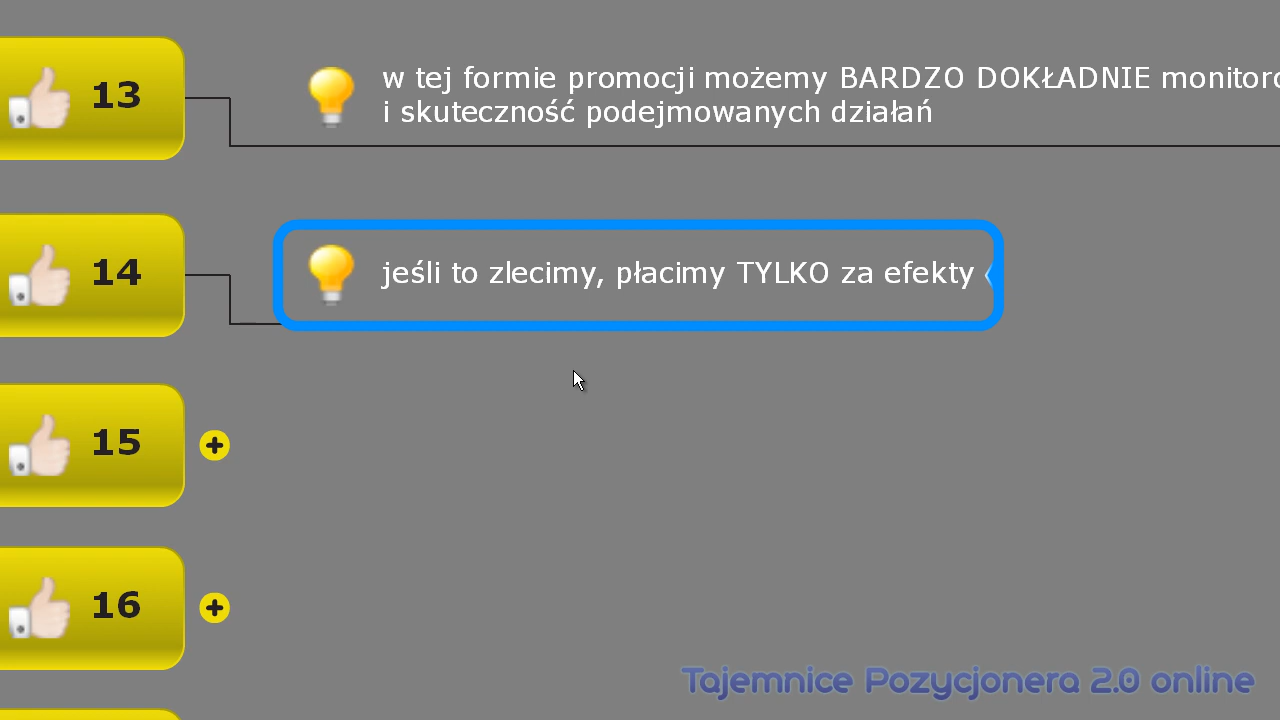 13
w tej formie promocji możemy BARDZO DOKŁADNIE
i skuteczność podejmowanych działań
14
jeśli to zlecimy, płacimy TYLKO za efekty
15
16
Tajemnice Pozycjonera 2.0 online